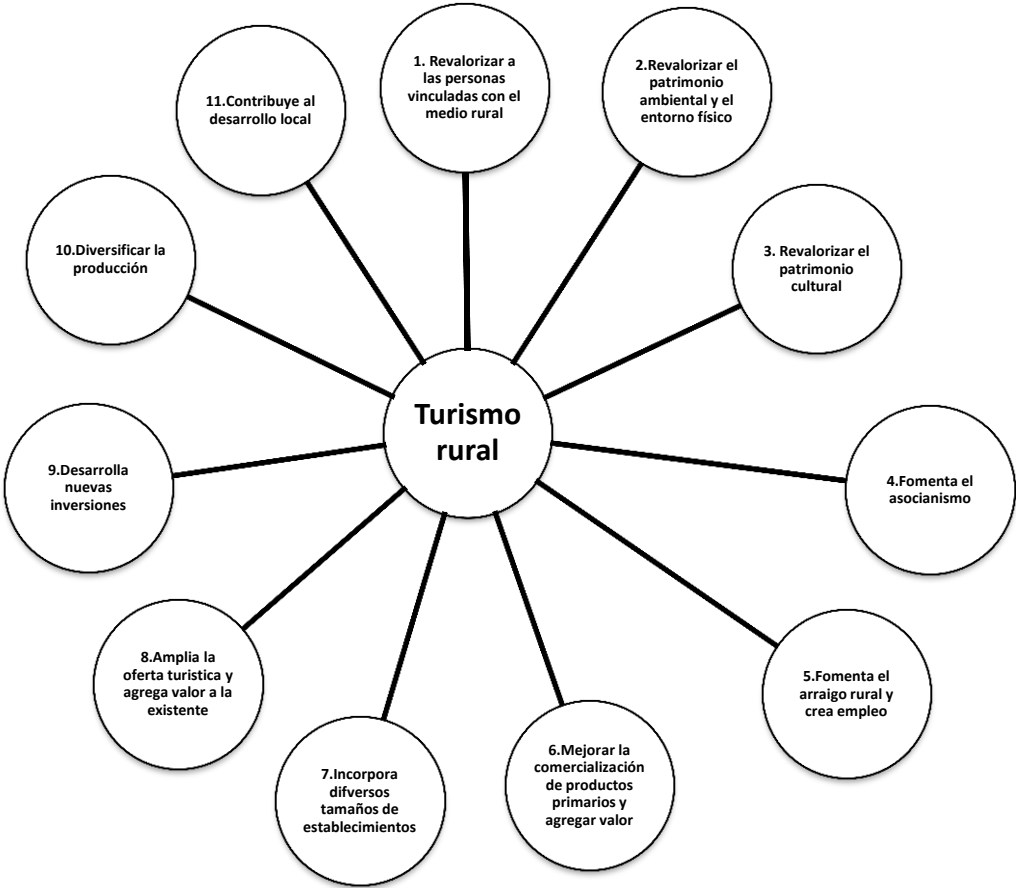 Turismo
rural
1. Revalorizar a
las personas
vinculadas con el
medio rural
2.Revalorizar el
patrimonio
ambiental y el
entorno físico
3. Revalorizar el
patrimonio
cultural
4.Fomenta el
asocianismo
5.Fomenta el
arraigo rural y
crea empleo
6.Mejorar la
comercialización
de productos
primarios y
agregar valor
7.Incorpora
difversos
tamaños de
establecimientos
8.Amplia la
oferta turistica y
agrega valor a la
existente
9.Desarrolla
nuevas
inversiones
10.Diversificar la
producción
11.Contribuye al
desarrollo local